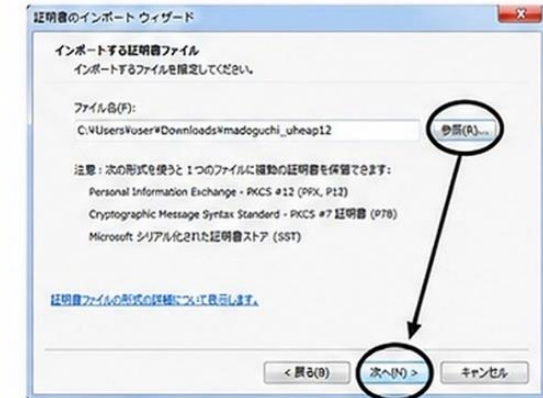 証明書のインポート ウィザード
インポートする証明書ファイル
インポートするファイルを指定してください。
ファイル名(F):
C:¥Users¥user¥Downloads¥madoguchi_uheap12
参照(R)...
注意：次の形式を使うと 1 つのファイルに複数の証明書を保管できます:
Personal Information Exchange - PKCS #12 (PFX, P12)
Cryptographic Message Syntax Standard - PKCS #7 証明書 (P7B)
Microsoft シリアル化された証明書ストア (SST)
証明書ファイルの形式の詳細について表示します。
< 戻る(B)
次へ(N) >
キャンセル